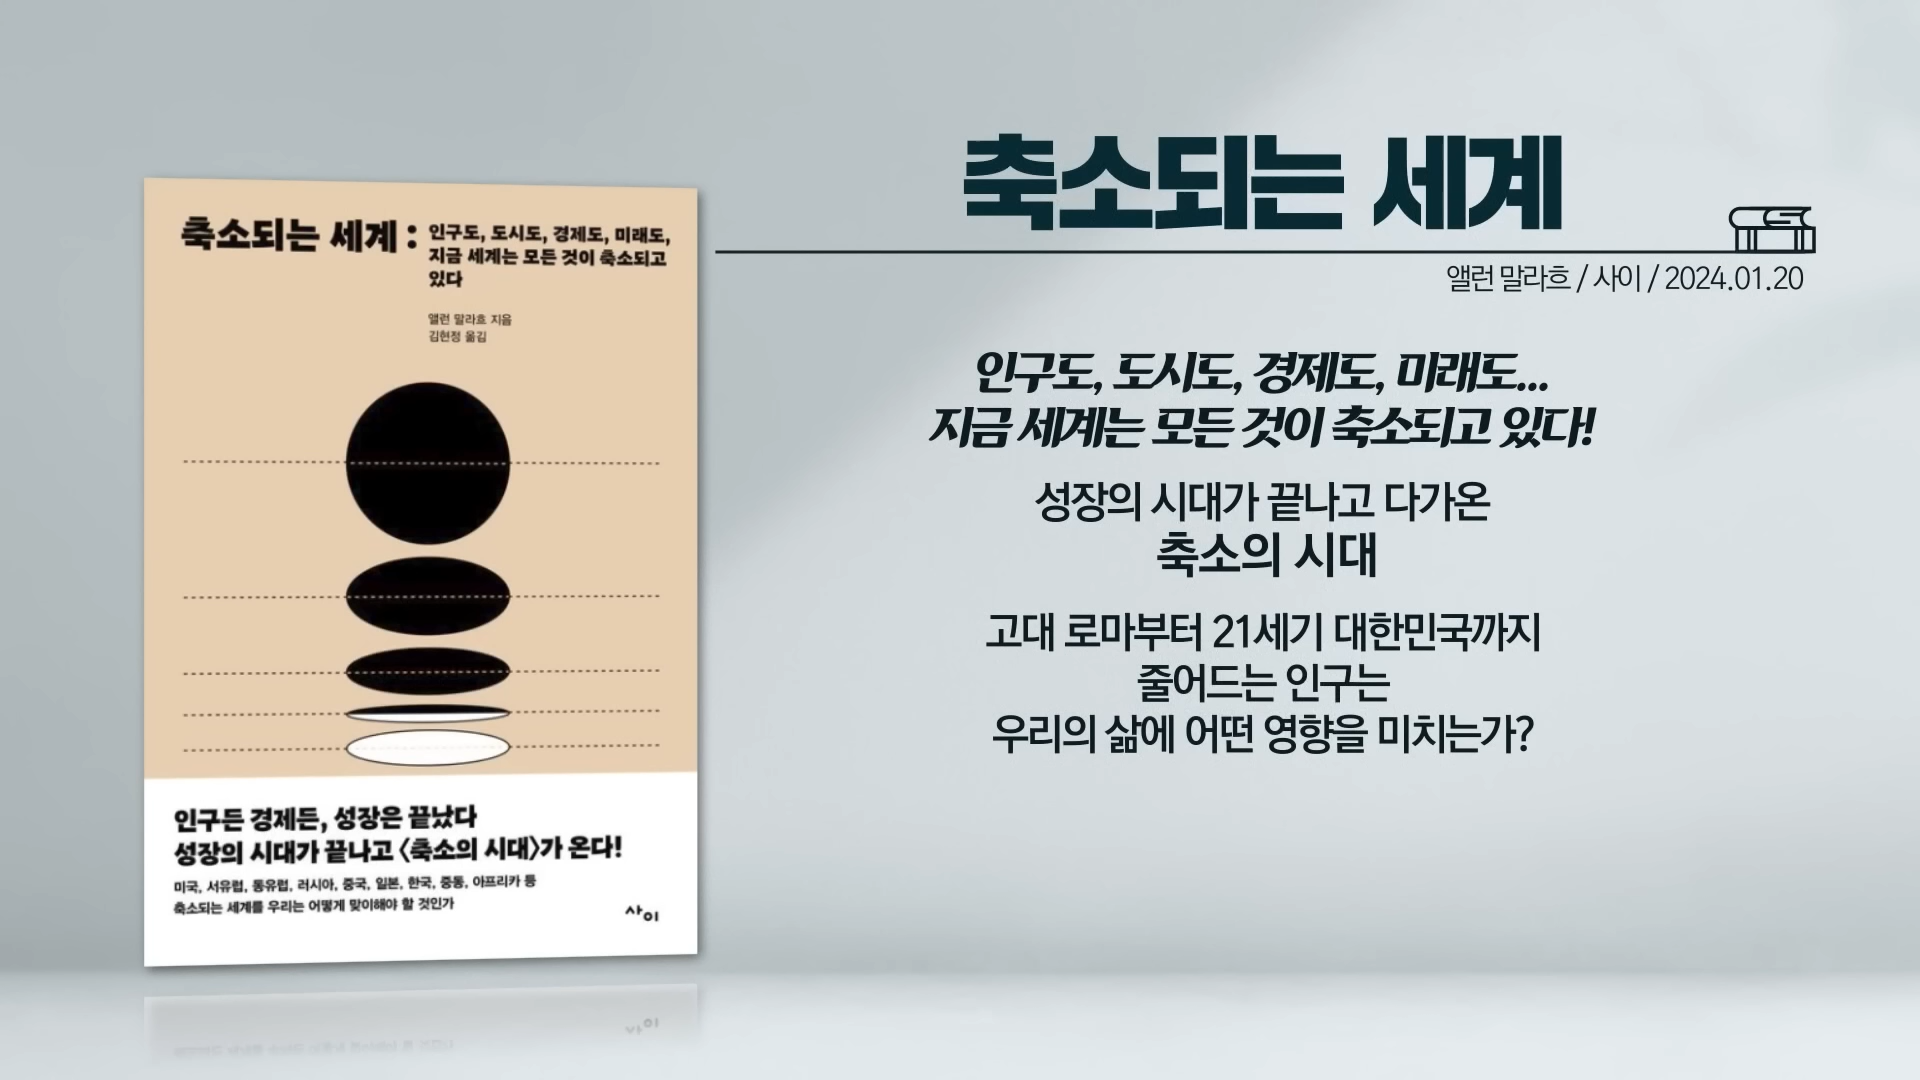 축소되는 세계 :
인구도, 도시도, 경제도, 미래도,
지금 세계는 모든 것이 축소되고
있다
앨런 말라흐 지음
김현정 옮김
인구든 경제든, 성장은 끝났다
성장의 시대가 끝나고 〈축소의 시대〉가 온다!
미국, 서유럽, 동유럽, 러시아, 중국, 일본, 한국, 중동, 아프리카 등
축소되는 세계를 우리는 어떻게 맞이해야 할 것인가
사이
축소되는 세계
앨런 말라흐 / 사이 / 2024.01.20
인구도, 도시도, 경제도, 미래도...
지금 세계는 모든 것이 축소되고 있다!
성장의 시대가 끝나고 다가온
축소의 시대
고대 로마부터 21세기 대한민국까지
줄어드는 인구는
우리의 삶에 어떤 영향을 미치는가?